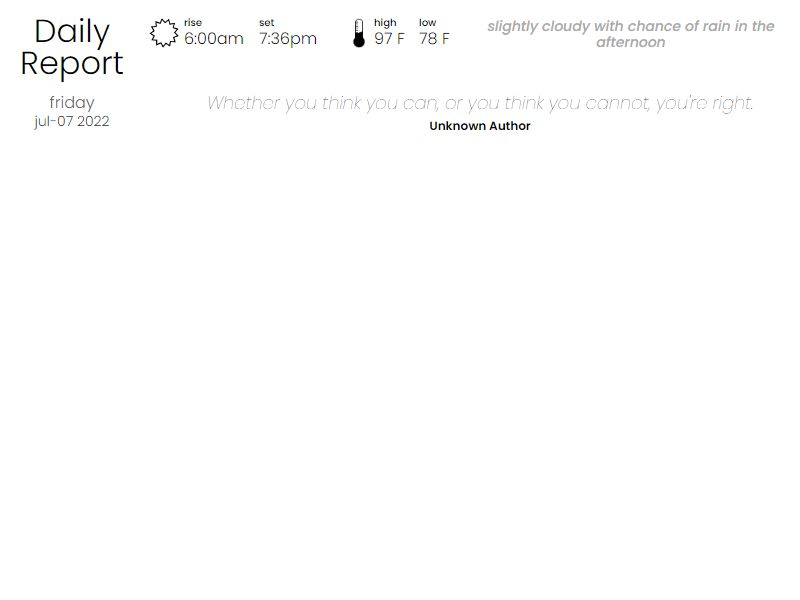 Daily
Report
friday
jul-07 2022
rise
6:00am
set
7:36pm
high
97 F
low
78 F
slightly cloudy with chance of rain in the
afternoon
Whether you think you can, or you think you cannot, you're right.
Unknown Author